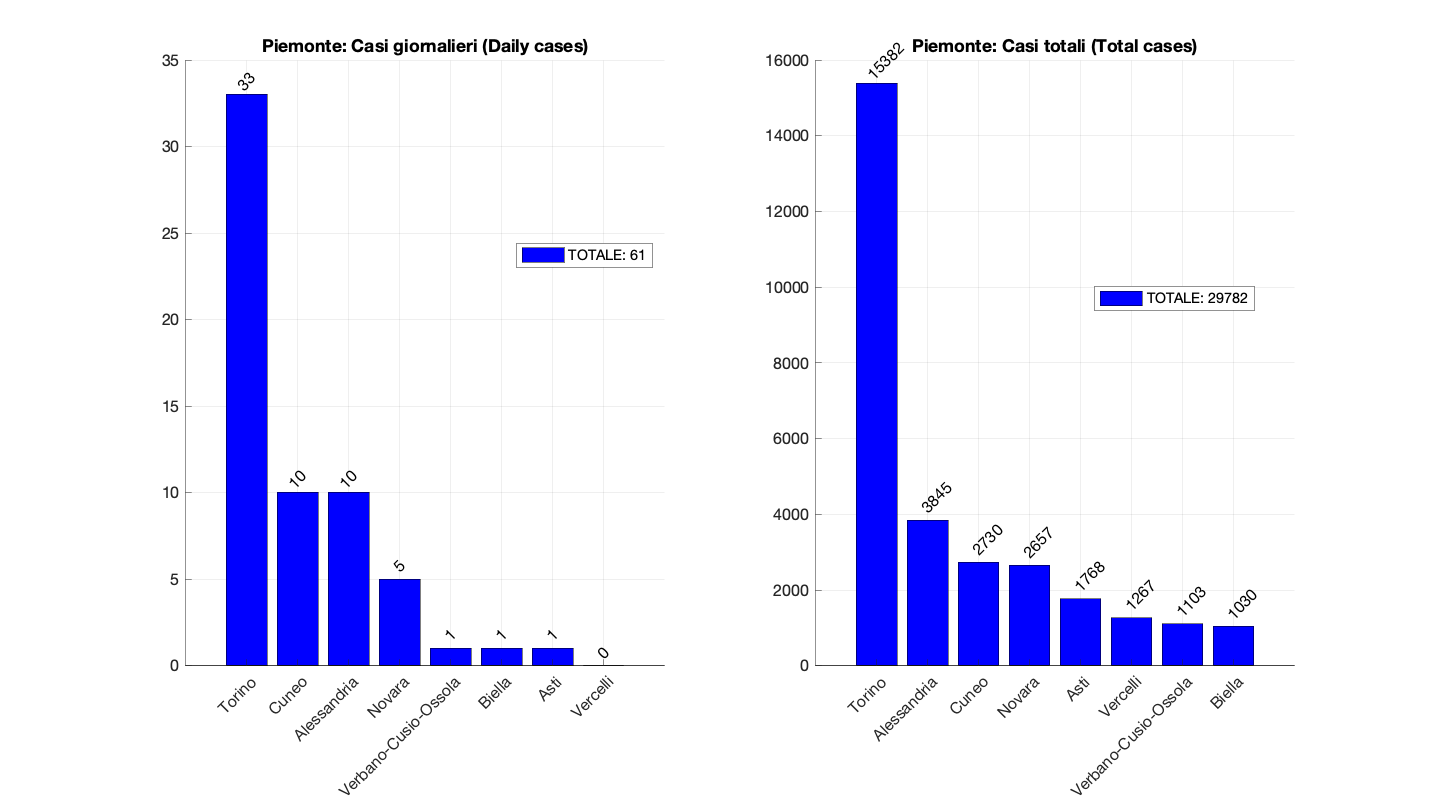 Piemonte: Casi giornalieri (Daily cases)
35
30
25
20
15
10
5
0
33
10
10
5
1
1
1
0
TOTALE: 61
Torino
Cuneo
Alessandria
Novara
Verbano-Cusio-Ossola
Biella
Asti
Vercelli
Piemonte: Casi totali (Total cases)
16000
14000
12000
10000
8000
6000
4000
2000
0
15382
3845
2730
2657
1768
1267
1103
1030
TOTALE: 29782
Torino
Alessandria
Cuneo
Novara
Asti
Vercelli
Verbano-Cusio-Ossola
Biella